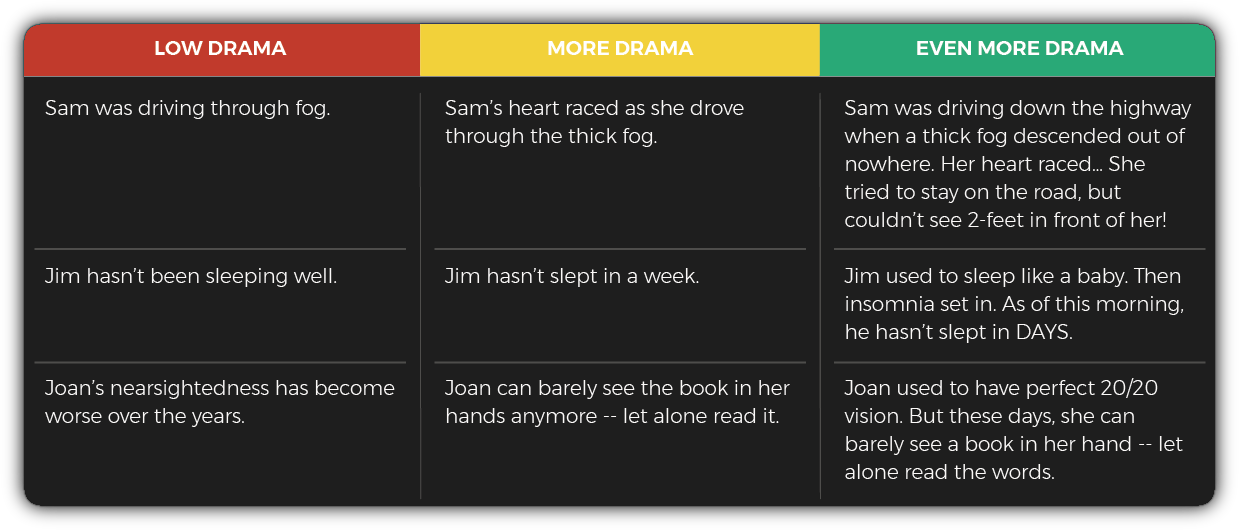 LOW DRAMA
MORE DRAMA
EVEN MORE DRAMA
Sam was driving through fog.
Sam’s heart raced as she drove
through the thick fog.
Sam was driving down the highway
when a thick fog descended out of
nowhere. Her heart raced... She
tried to stay on the road, but
couldn’t see 2-feet in front of her!
Jim hasn’t been sleeping well.
Jim hasn’t slept in a week.
Jim used to sleep like a baby. Then
insomnia set in. As of this morning,
he hasn’t slept in DAYS.
Joan’s nearsightedness has become
worse over the years.
Joan can barely see the book in her
hands anymore -- let alone read it.
Joan used to have perfect 20/20
vision. But these days, she can
barely see a book in her hand -- let
alone read the words.